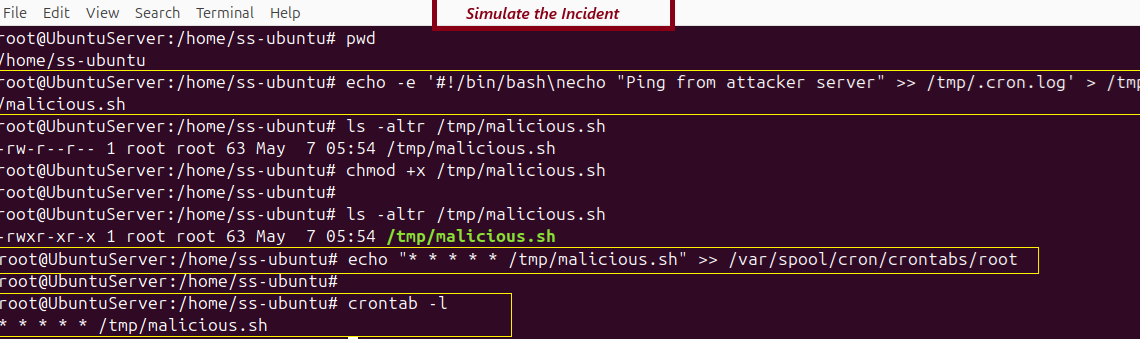 File Edit View Search Terminal Help
Simulate the Incident
root@UbuntuServer:/home/ss-ubuntu# pwd
/home/ss-ubuntu
root@UbuntuServer:/home/ss-ubuntu# echo -e '#!/bin/bash\necho "Ping from attacker server" >> /tmp/.cron.log' > /tmp
/malicious.sh
root@UbuntuServer:/home/ss-ubuntu# ls -altr /tmp/malicious.sh
-rw-r--r-- 1 root root 63 May  7 05:54 /tmp/malicious.sh
root@UbuntuServer:/home/ss-ubuntu# chmod +x /tmp/malicious.sh
root@UbuntuServer:/home/ss-ubuntu#
root@UbuntuServer:/home/ss-ubuntu# ls -altr /tmp/malicious.sh
-rwxr-xr-x 1 root root 63 May  7 05:54 /tmp/malicious.sh
root@UbuntuServer:/home/ss-ubuntu# echo "* * * * * /tmp/malicious.sh" >> /var/spool/cron/crontabs/root
root@UbuntuServer:/home/ss-ubuntu#
root@UbuntuServer:/home/ss-ubuntu# crontab -l
* * * * * /tmp/malicious.sh